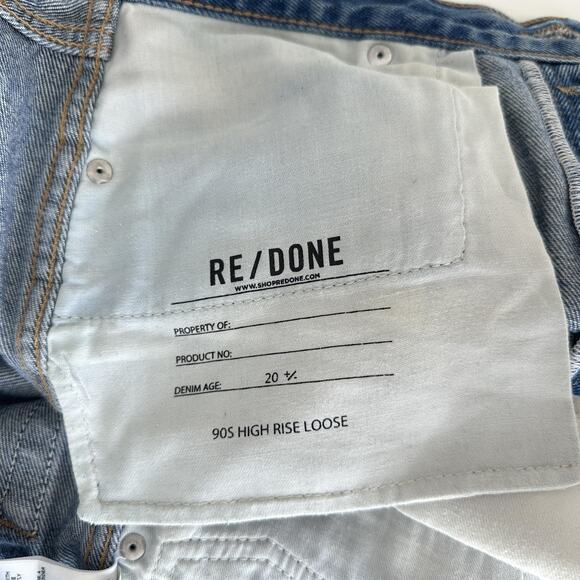 RE/DONE
WWW.SHOPREDONE.COM
PROPERTY OF:
PRODUCT NO:
DENIM AGE: 20 +/-
90S HIGH RISE LOOSE